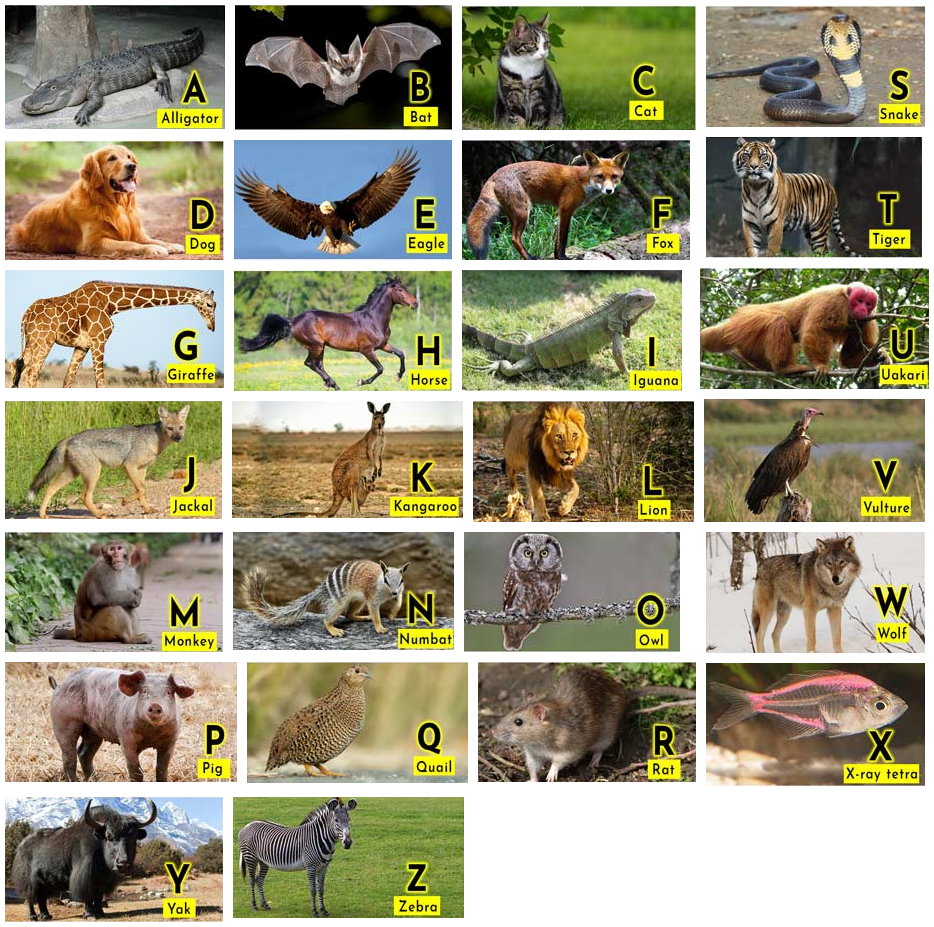 A
Alligator
B
Bat
C
Cat
S
Snake
D
Dog
E
Eagle
F
Fox
T
Tiger
G
Giraffe
H
Horse
I
Iguana
U
Uakari
J
Jackal
K
Kangaroo
L
Lion
V
Vulture
M
Monkey
N
Numbat
O
Owl
W
Wolf
P
Pig
Q
Quail
R
Rat
X
X-ray tetra
Y
Yak
Z
Zebra